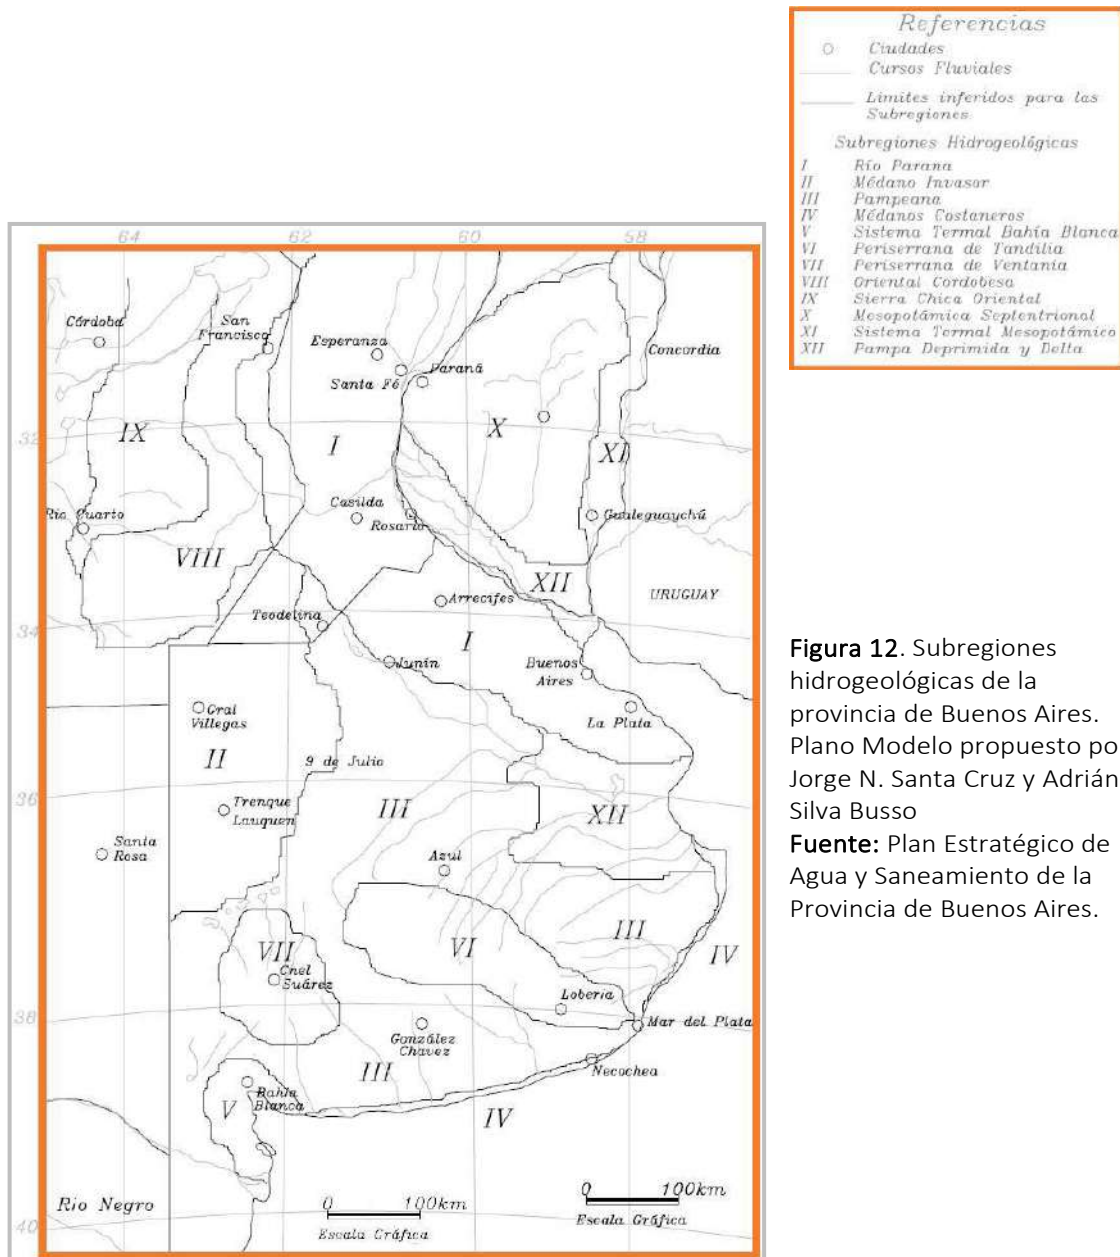 Referencias
Ciudades
Cursos Fluviales
Limites inferidos para las
Subregiones
Subregiones Hidrogeológicas
I Río Parana
II Médano Invasor
III Pampeana
IV Médanos Costaneros
V Sistema Termal Bahía Blanca
VI Periserrana de Tandilia
VII Periserrana de Ventania
VIII Oriental Cordobesa
IX Sierra Chica Oriental
X Mesopotámica Septentrional
XI Sistema Termal Mesopotámico
XII Pampa Deprimida y Delta
64 62 60 58
Córdoba
San
Francisco
Esperanza
Concordia
Santa Fé
Paraná
32
IX
I
X
XI
Casilda
Rosario
Río Cuarto
Gualeguaychú
VIII
XII
URUGUAY
Teodelina
Arrecifes
34
I
Junín
Buenos
Aires
Gral
Villegas
La Plata
II
9 de Julio
36
Trenque
Lauquen
III
XII
Santa
Rosa
Azul
VII
VI
III
IV
Cnel
Suárez
Lobería
38
Mar del Plata
González
Chavez
III
Necochea
Bahía
Blanca
V
IV
Rio Negro
0 100km
Escala Gráfica
0 100km
Escala Gráfica
40
Figura 12. Subregiones
hidrogeológicas de la
provincia de Buenos Aires.
Plano Modelo propuesto po
Jorge N. Santa Cruz y Adrián
Silva Busso
Fuente: Plan Estratégico de
Agua y Saneamiento de la
Provincia de Buenos Aires.